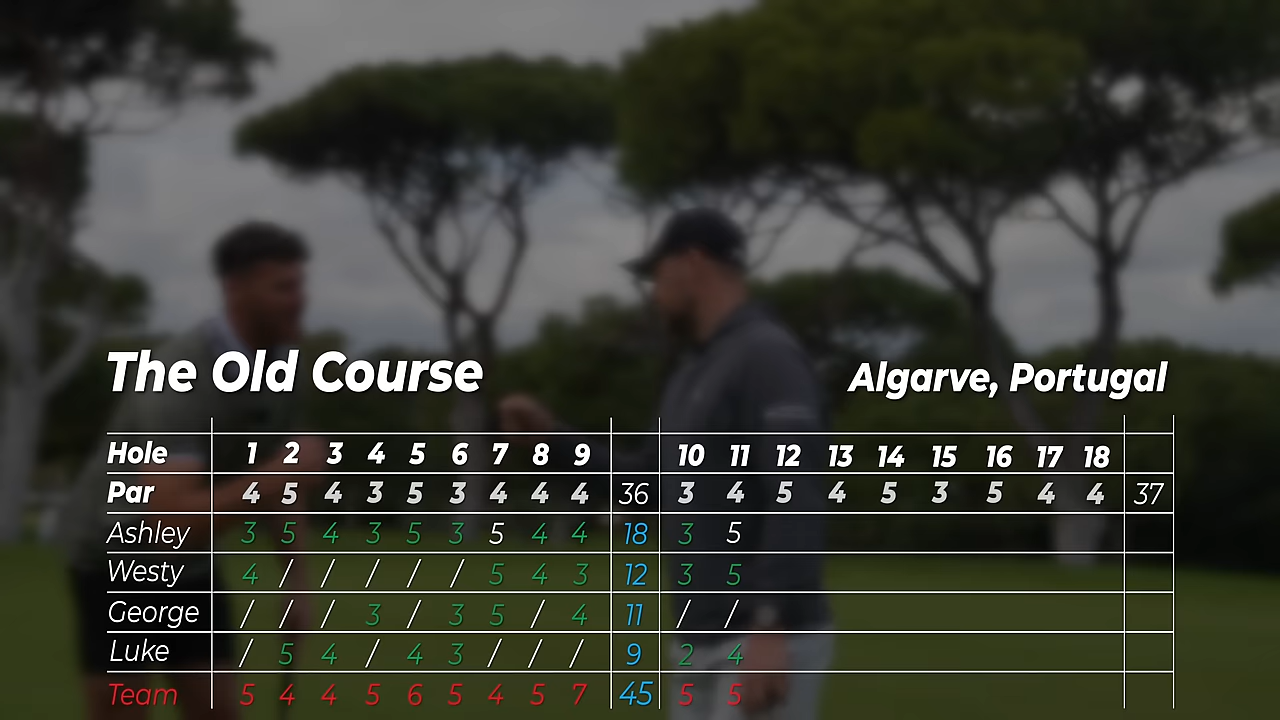 The Old Course
Algarve, Portugal
Hole 1 2 3 4 5 6 7 8 9 10 11 12 13 14 15 16 17 18
Par 4 5 4 3 5 3 4 4 4 36 3 4 5 4 5 3 5 4 4 37
Ashley 3 5 4 3 5 3 5 4 4 18 3 5
Westy 4 / / / / / 5 4 3 12 3 5
George / / / 3 / 3 5 / 4 11 / /
Luke / 5 4 / 4 3 / / / 9 2 4
Team 5 4 4 5 6 5 4 5 7 45 5 5